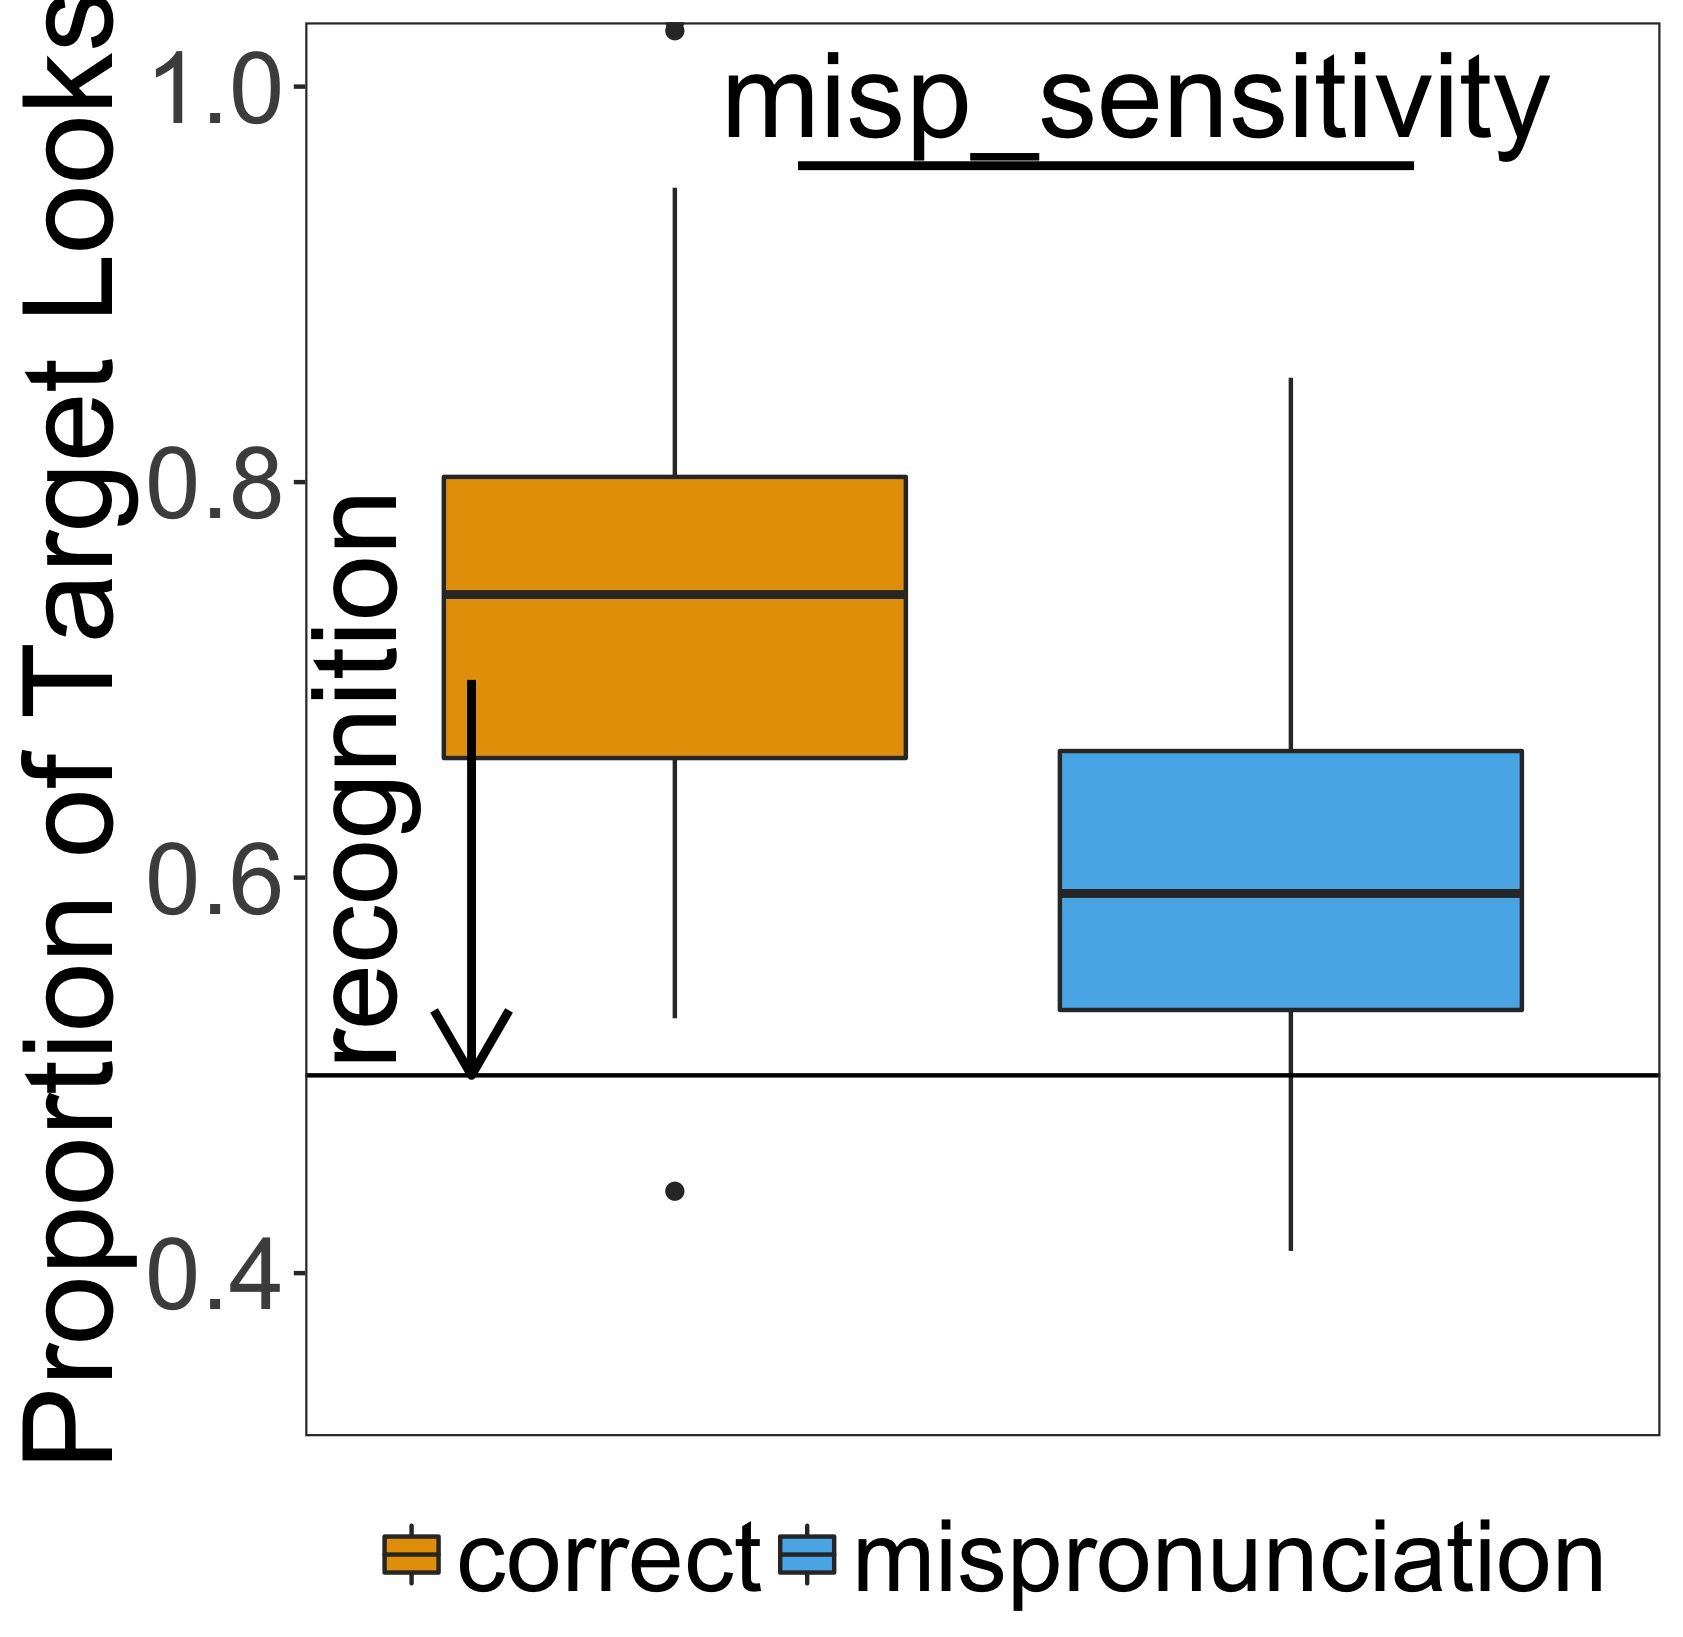 Proportion of Target Looks
1.0
0.8
0.6
0.4
misp_sensitivity
recognition
correct
mispronunciation